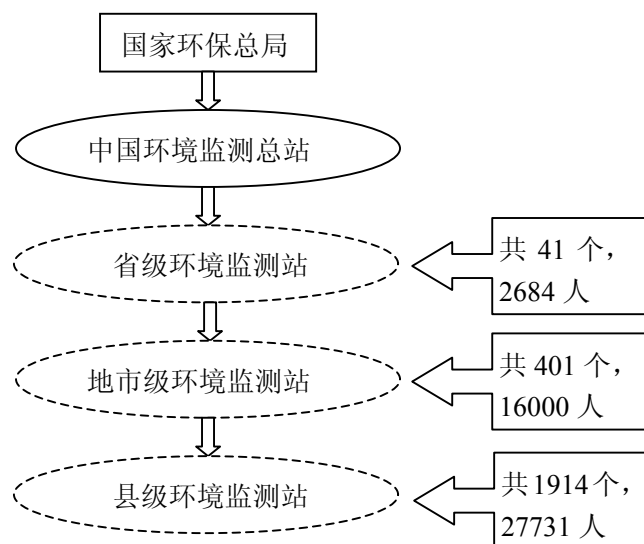 国家环保总局
中国环境监测总站
省级环境监测站
共 41 个，
2684 人
地市级环境监测站
共 401 个，
16000 人
县级环境监测站
共1914个，
27731 人